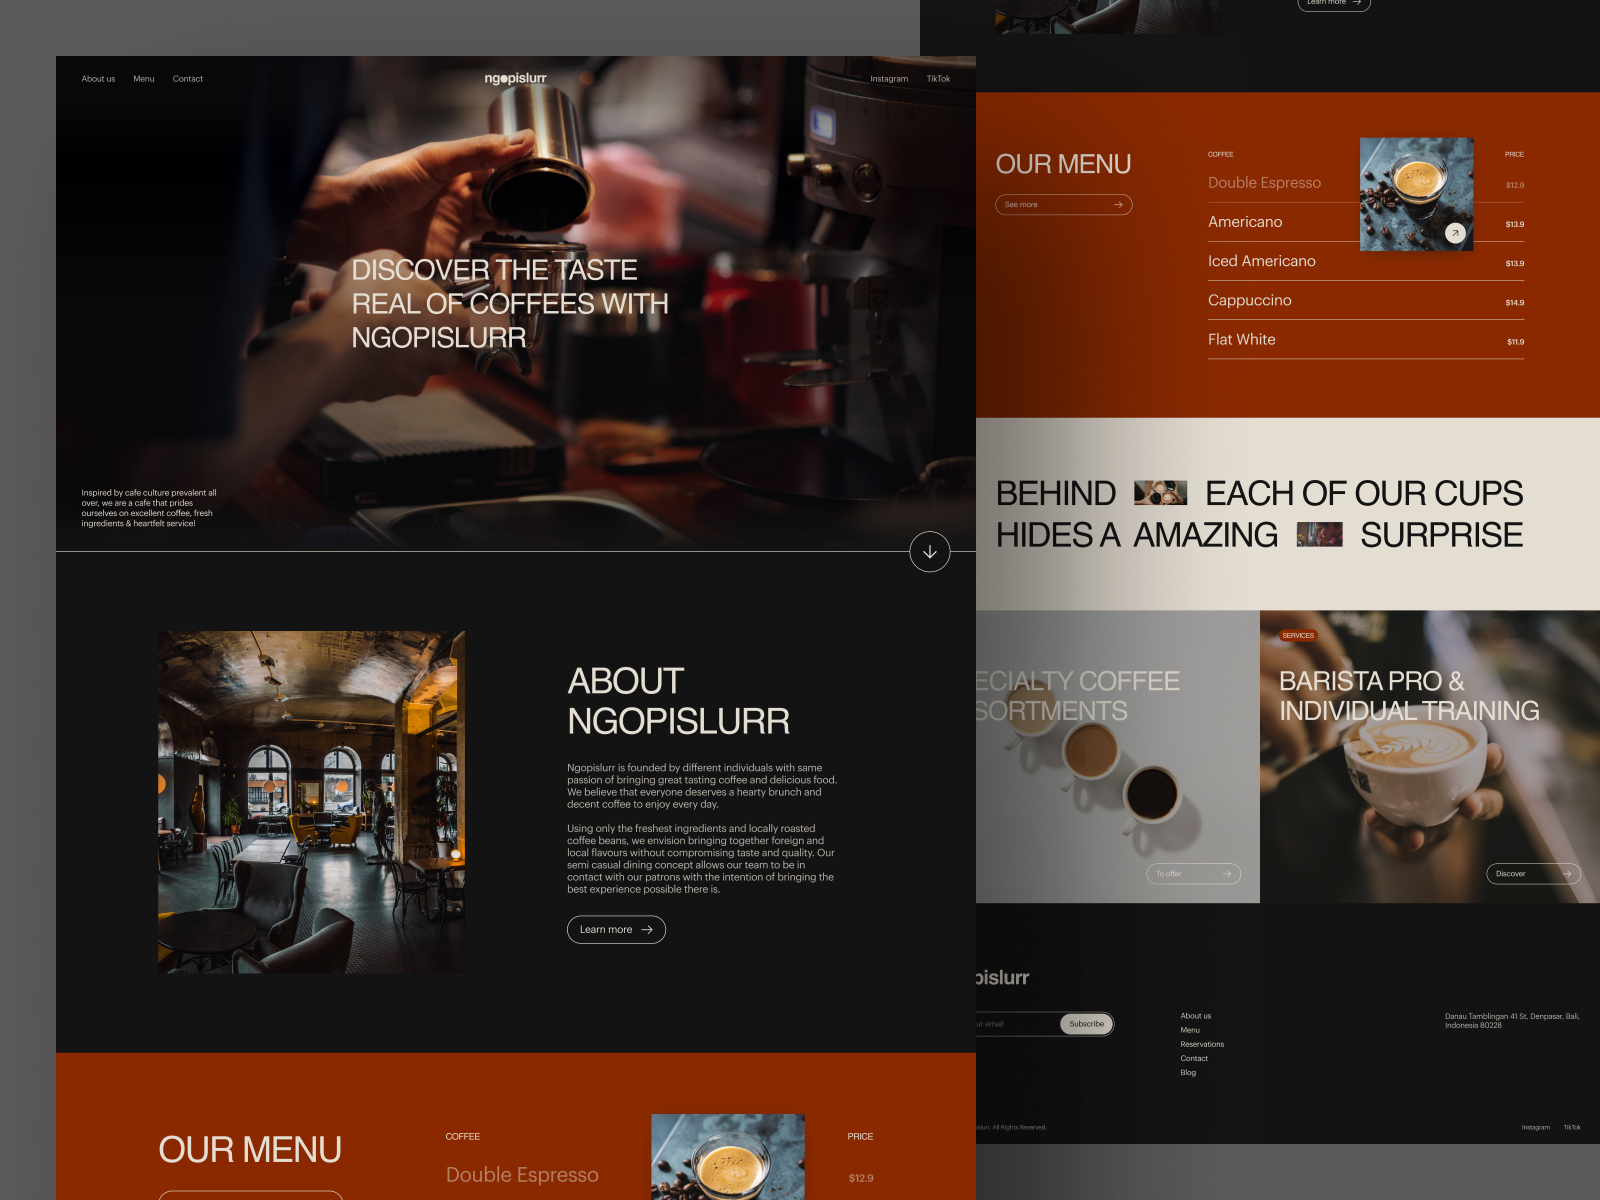 About us Menu Contact
ngopislurr
Instagram TikTok
DISCOVER THE TASTE
REAL OF COFFEES WITH
NGOPISLURR
Inspired by cafe culture prevalent all
over, we are a cafe that prides
ourselves on excellent coffee, fresh
ingredients & heartfelt service!
ABOUT
NGOPISLURR
Ngopislurr is founded by different individuals with same
passion of bringing great tasting coffee and delicious food.
We believe that everyone deserves a hearty brunch and
decent coffee to enjoy every day.
Using only the freshest ingredients and locally roasted
coffee beans, we envision bringing together foreign and
local flavours without compromising taste and quality. Our
semi casual dining concept allows our team to be in
contact with our patrons with the intention of bringing the
best experience possible there is.
Learn more
OUR MENU
COFFEE PRICE
Double Espresso $12.9
Learn more
OUR MENU
See more
COFFEE PRICE
Double Espresso $12.9
Americano $13.9
Iced Americano $13.9
Cappuccino $14.9
Flat White $11.9
BEHIND EACH OF OUR CUPS
HIDES A AMAZING SURPRISE
ECIALTY COFFEE
SORTMENTS
To offer
SERVICES
BARISTA PRO &
INDIVIDUAL TRAINING
Discover
pislurr
ur email Subscribe
About us
Menu
Reservations
Contact
Blog
Danau Tamblingan 41 St, Denpasar, Bali,
Indonesia 80228
islurr. All Rights Reserved.
Instagram TikTok